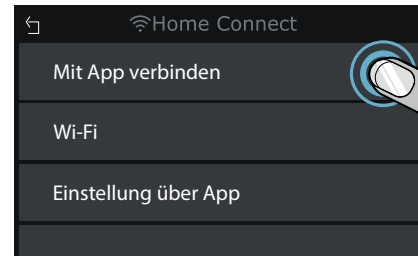 Home Connect
Mit App verbinden
Wi-Fi
Einstellung über App